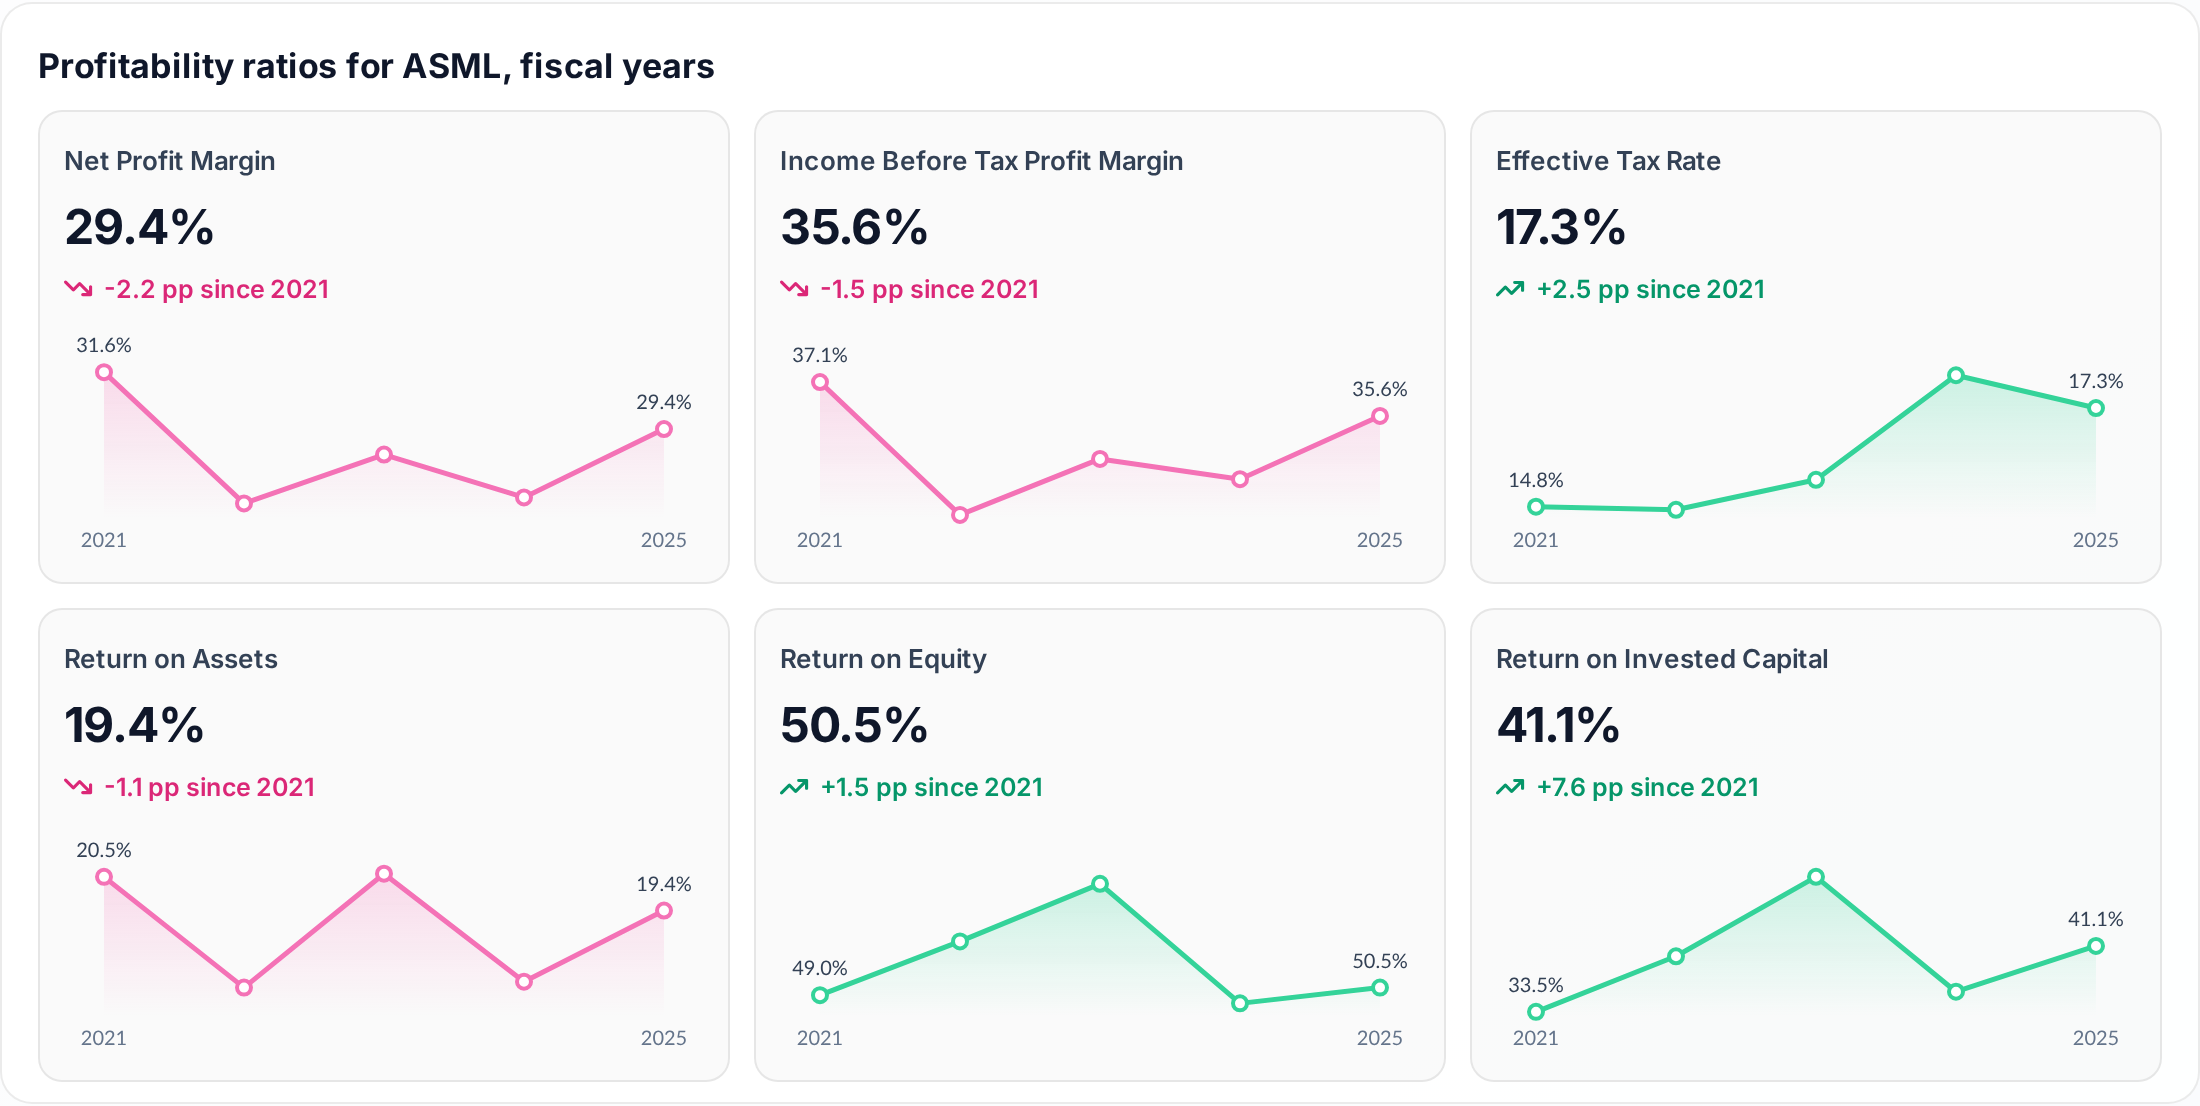 Profitability ratios for ASML, fiscal years
Net Profit Margin
29.4%
-2.2 pp since 2021
31.6%
29.4%
2021
2025
Income Before Tax Profit Margin
35.6%
-1.5 pp since 2021
37.1%
35.6%
2021
2025
Effective Tax Rate
17.3%
+2.5 pp since 2021
14.8%
17.3%
2021
2025
Return on Assets
19.4%
-1.1 pp since 2021
20.5%
19.4%
2021
2025
Return on Equity
50.5%
+1.5 pp since 2021
49.0%
50.5%
2021
2025
Return on Invested Capital
41.1%
+7.6 pp since 2021
33.5%
41.1%
2021
2025